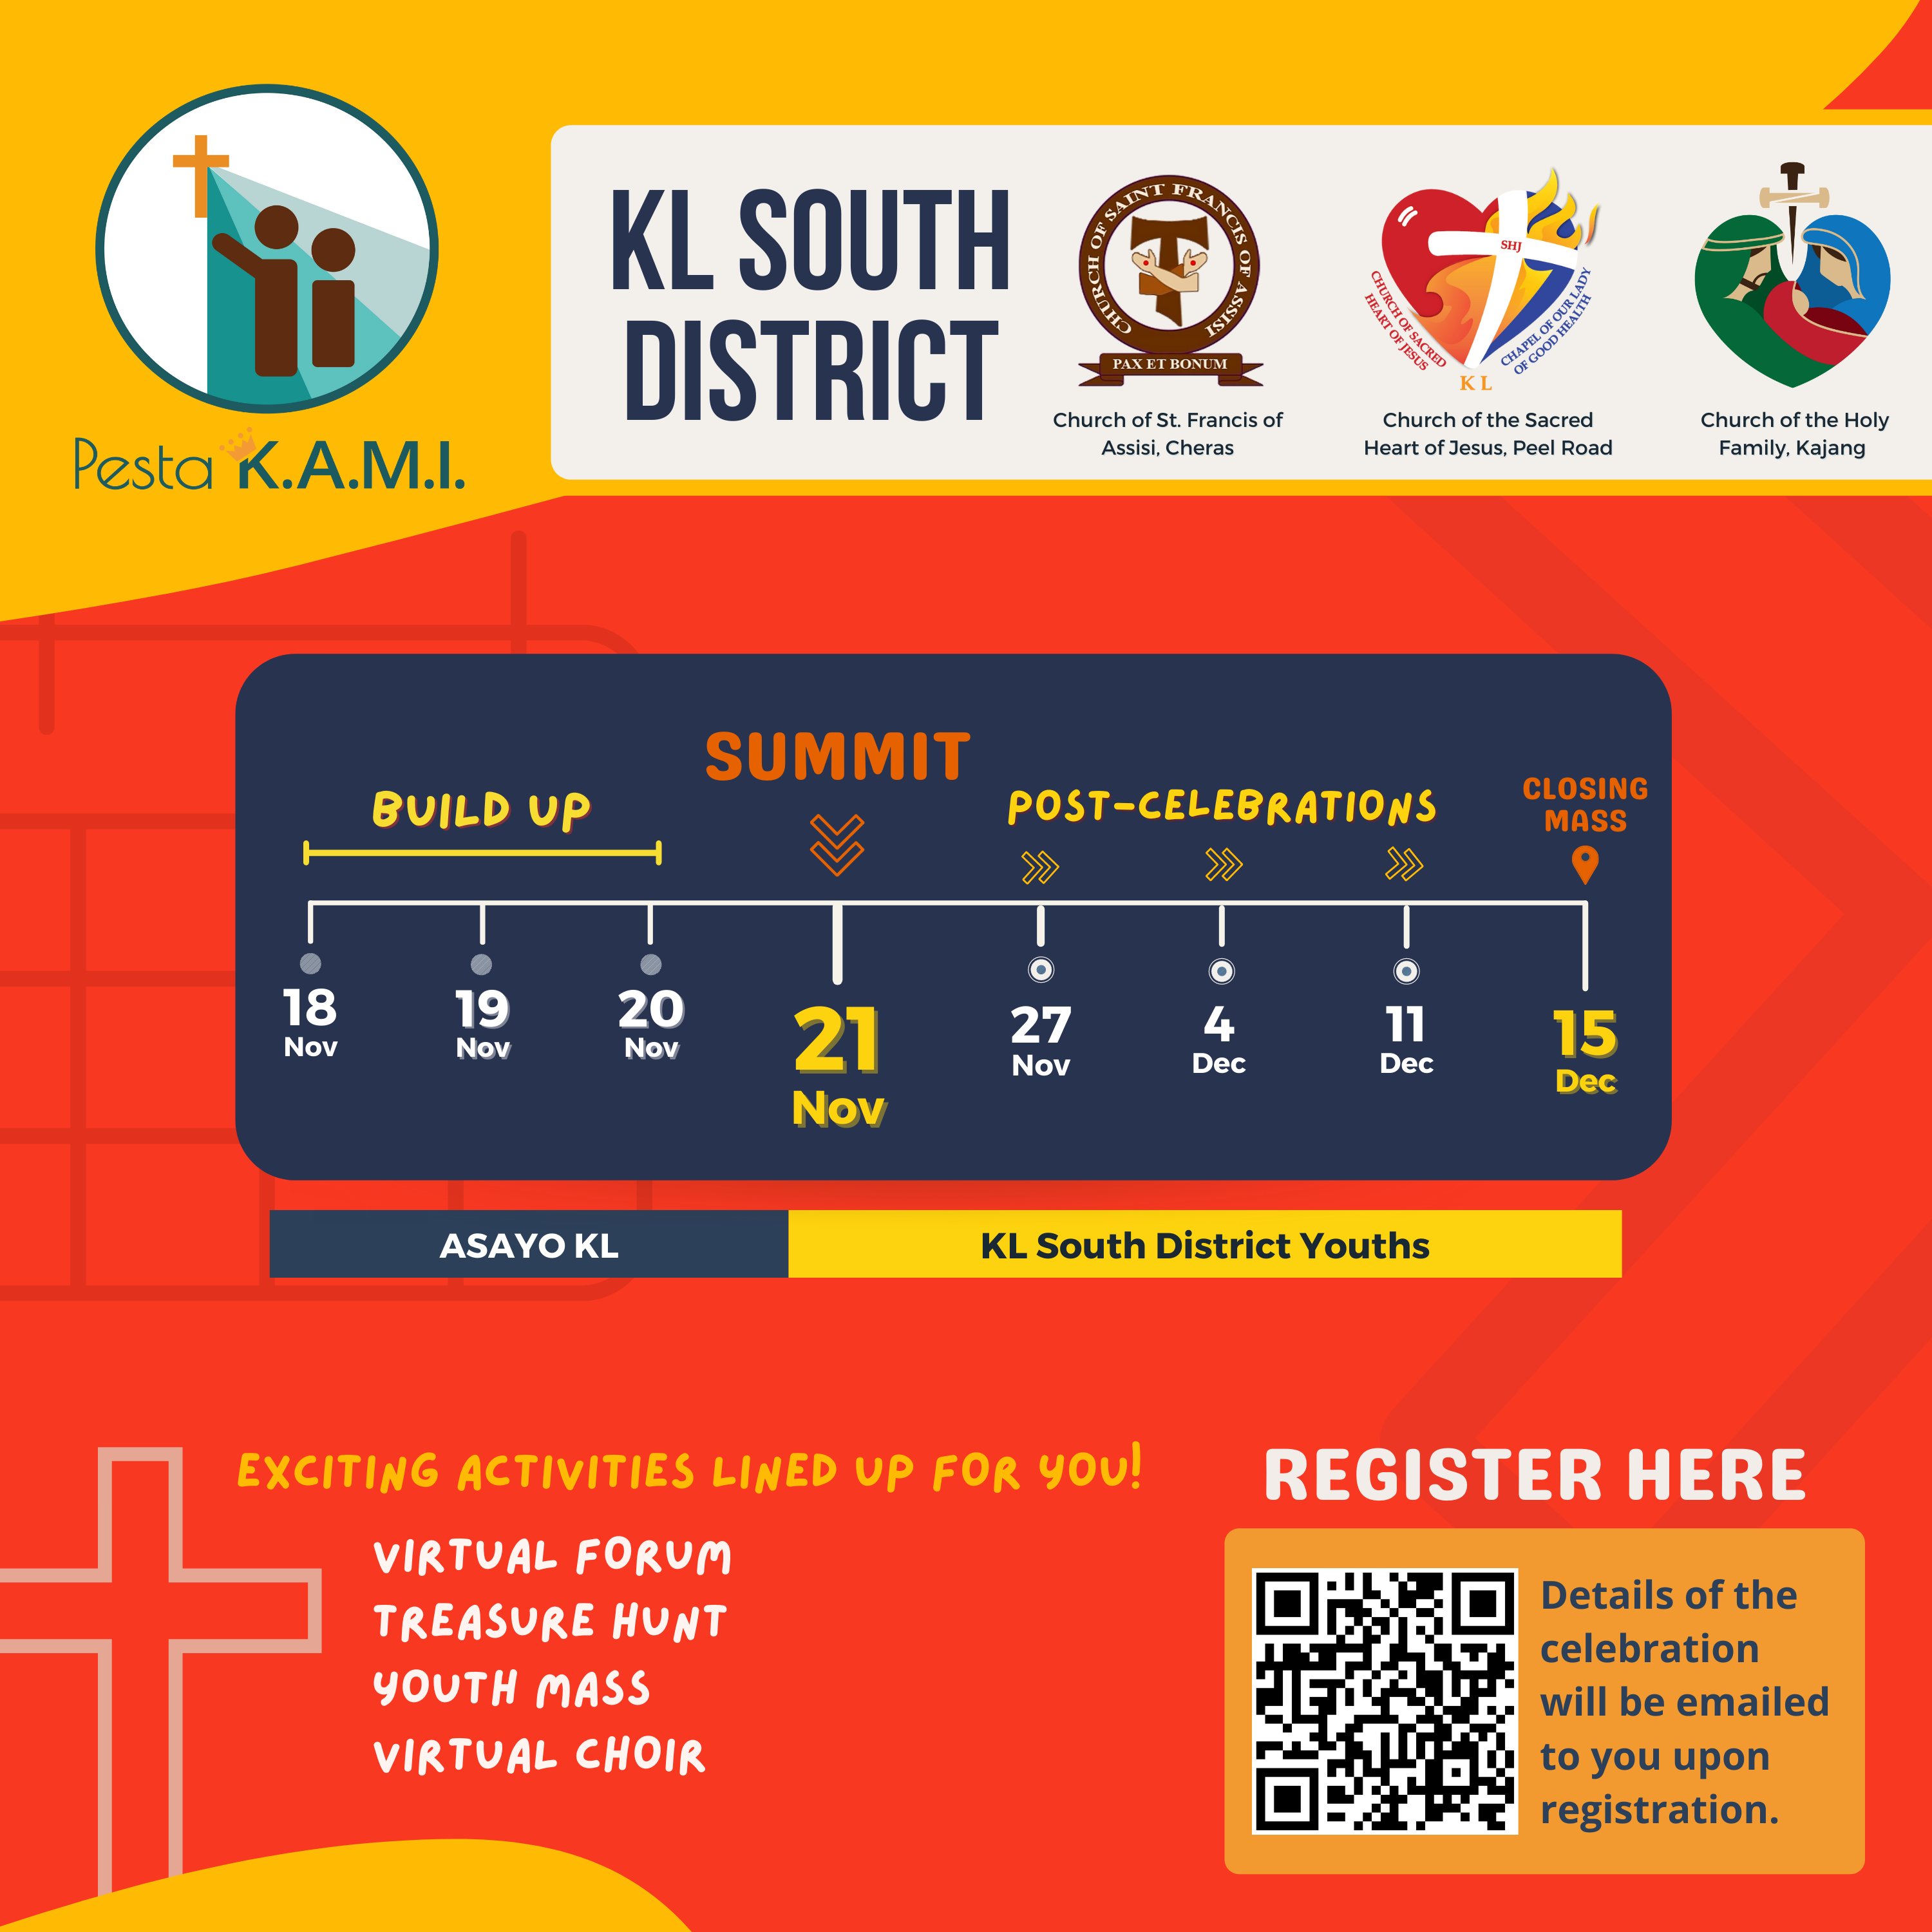 Pesta K.A.M.I.
KL SOUTH
DISTRICT
CHURCH OF SAINT FRANCIS OF ASSISI
PAX ET BONUM
Church of St. Francis of
Assisi, Cheras
SHJ
CHURCH OF SACRED
HEART OF JESUS
CHAPEL OF OUR LADY
OF GOOD HEALTH
KL
Church of the Sacred
Heart of Jesus, Peel Road
Church of the Holy
Family, Kajang
SUMMIT
BUILD UP
POST-CELEBRATIONS
CLOSING
MASS
18
Nov
19
Nov
20
Nov
21
Nov
27
Nov
4
Dec
11
Dec
15
Dec
ASAYO KL
KL South District Youths
EXCITING ACTIVITIES LINED UP FOR YOU!
VIRTUAL FORUM
TREASURE HUNT
YOUTH MASS
VIRTUAL CHOIR
REGISTER HERE
Details of the
celebration
will be emailed
to you upon
registration.